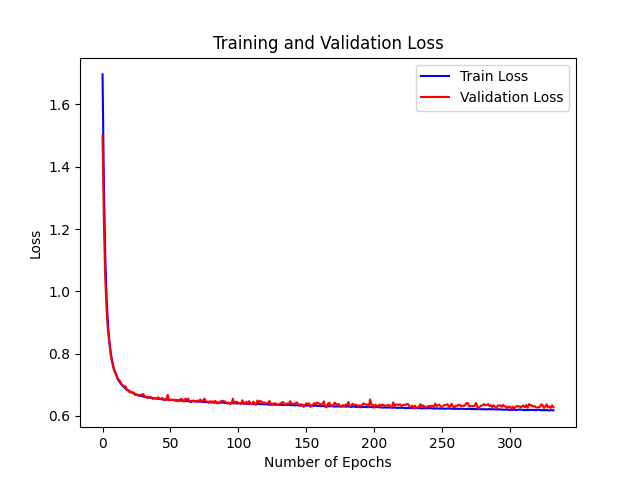 Training and Validation Loss
Train Loss
Validation Loss
Loss
1.6
1.4
1.2
1.0
0.8
0.6
0
50
100
150
200
250
300
Number of Epochs